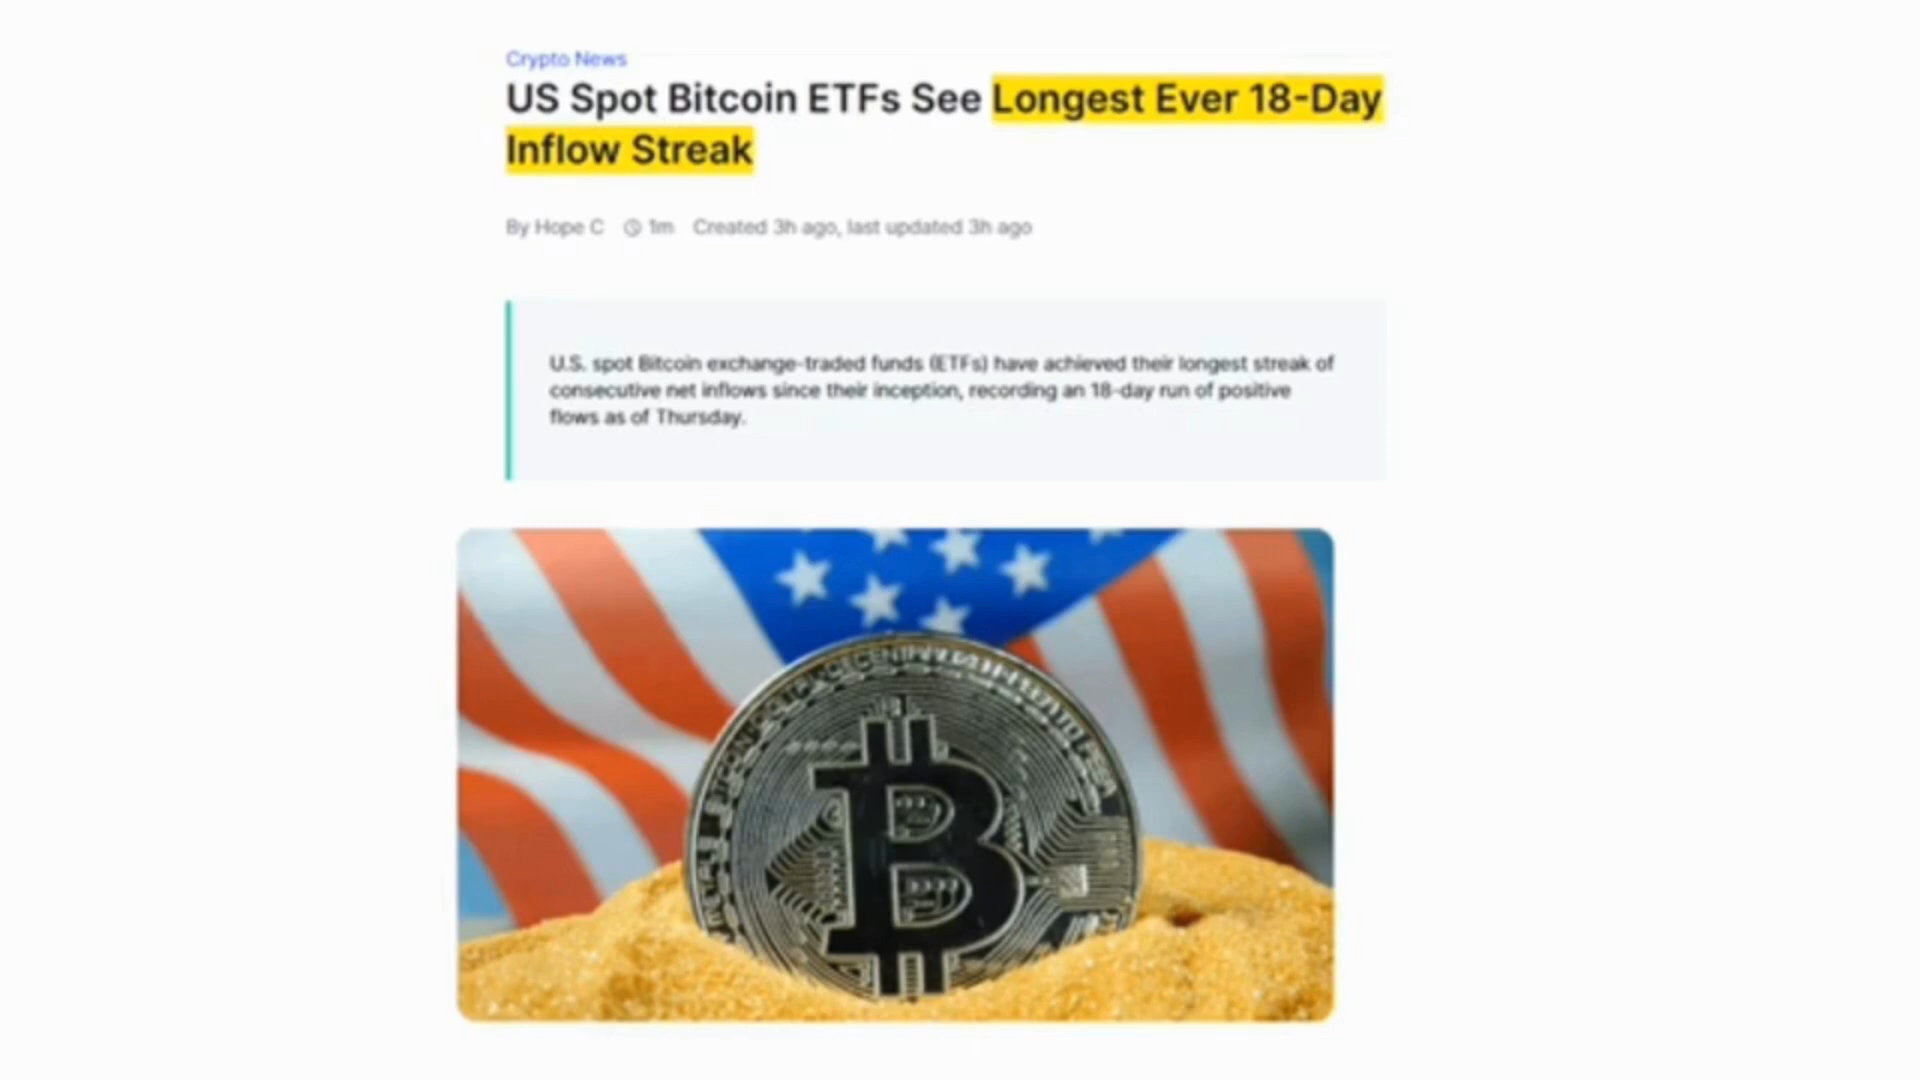 Crypto News
US Spot Bitcoin ETFs See Longest Ever 18-Day
Inflow Streak
By Hope C 1m Created 3h ago, last updated 3h ago
U.S. spot Bitcoin exchange-traded funds (ETFs) have achieved their longest streak of
consecutive net inflows since their inception, recording an 18-day run of positive
flows as of Thursday.